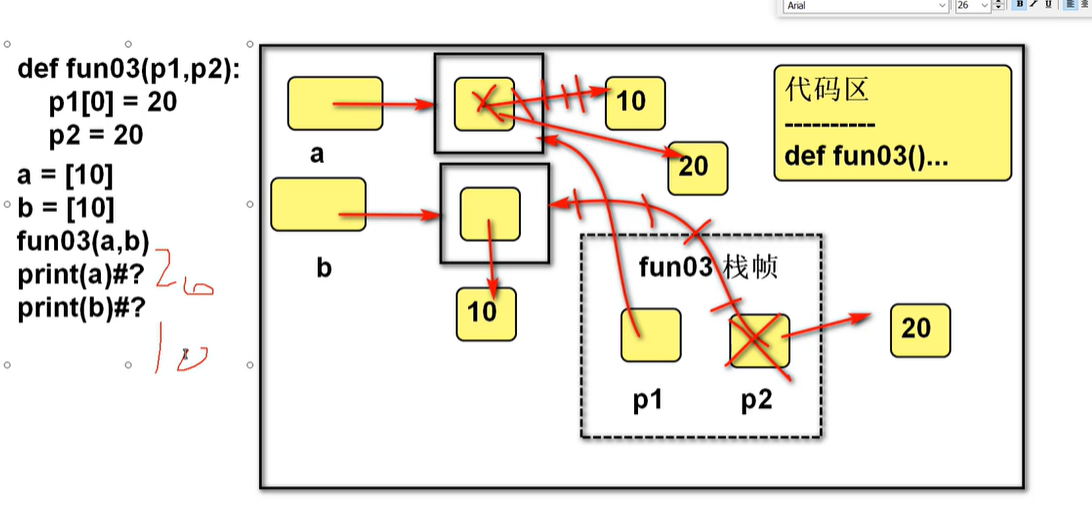 Arial
26
B I U
def fun03(p1,p2):
p1[0] = 20
p2 = 20
a = [10]
b = [10]
fun03(a,b)
print(a)#? 20
print(b)#?
10
a
10
20
代码区
----------
def fun03()...
b
10
fun03 栈帧
20
p1
p2